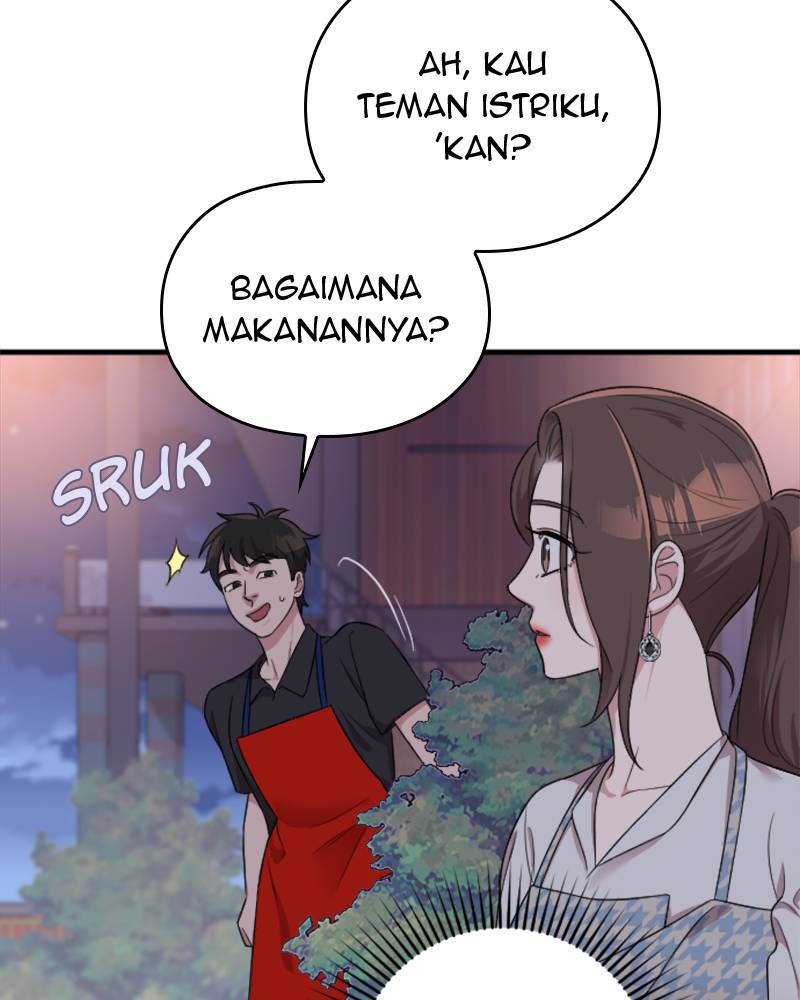 AH, KAU
TEMAN ISTRIKU,
'KAN?
BAGAIMANA
MAKANANNYA?
SRUK